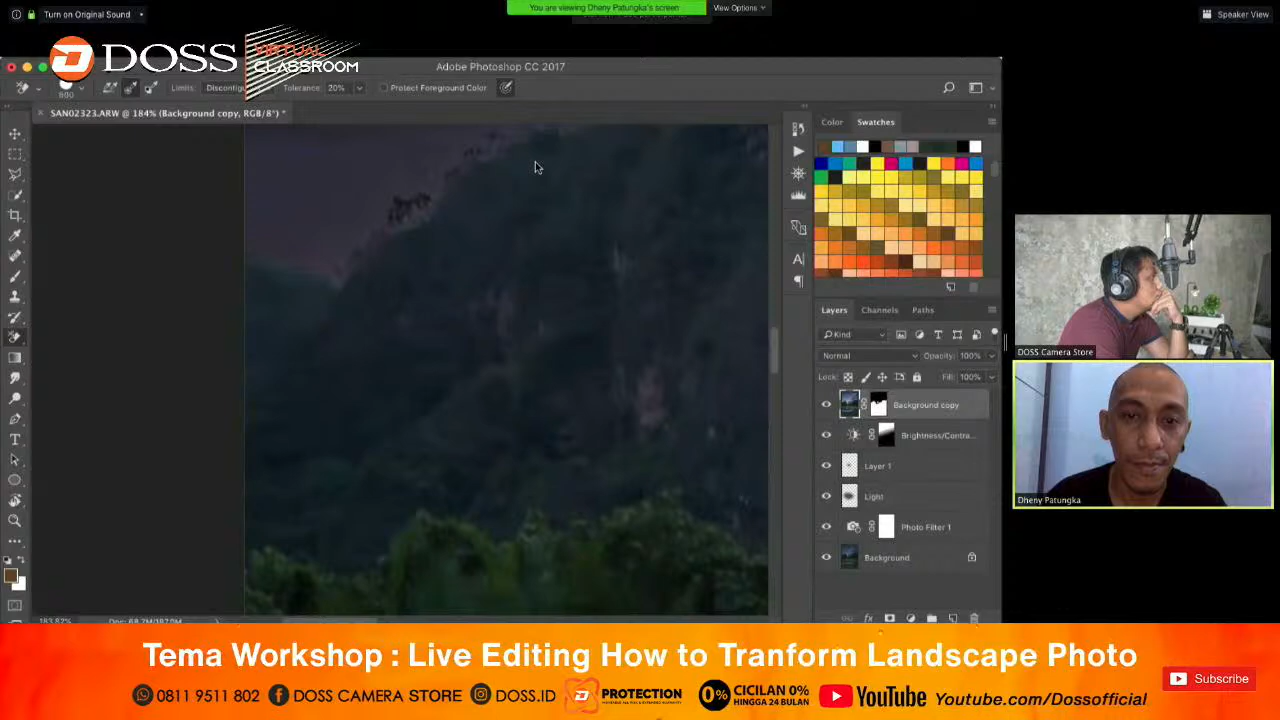 Turn on Original Sound
You are viewing Dheny Patungka's screen
View Options
Speaker View
DOSS
VIRTUAL
CLASSROOM
Adobe Photoshop CC 2017
600
Limits:
Tolerance: 20%
Protect Foreground Color
SAN02323.ARW @ 184% (Background copy, RGB/8*) *
Color
Swatches
Layers
Channels
Paths
Kind
Normal
Opacity: 100%
Lock:
Fill: 100%
Background copy
Brightness/Contra...
Layer 1
Light
Photo Filter 1
Background
183.82%
DOSS Camera Store
Dheny Patungka
Tema Workshop : Live Editing How to Tranform Landscape Photo
0811 9511 802
DOSS CAMERA STORE
DOSS.ID
PROTECTION
0%
CICILAN 0%
HINGGA 24 BULAN
YouTube
Youtube.com/Dossofficial
Subscribe